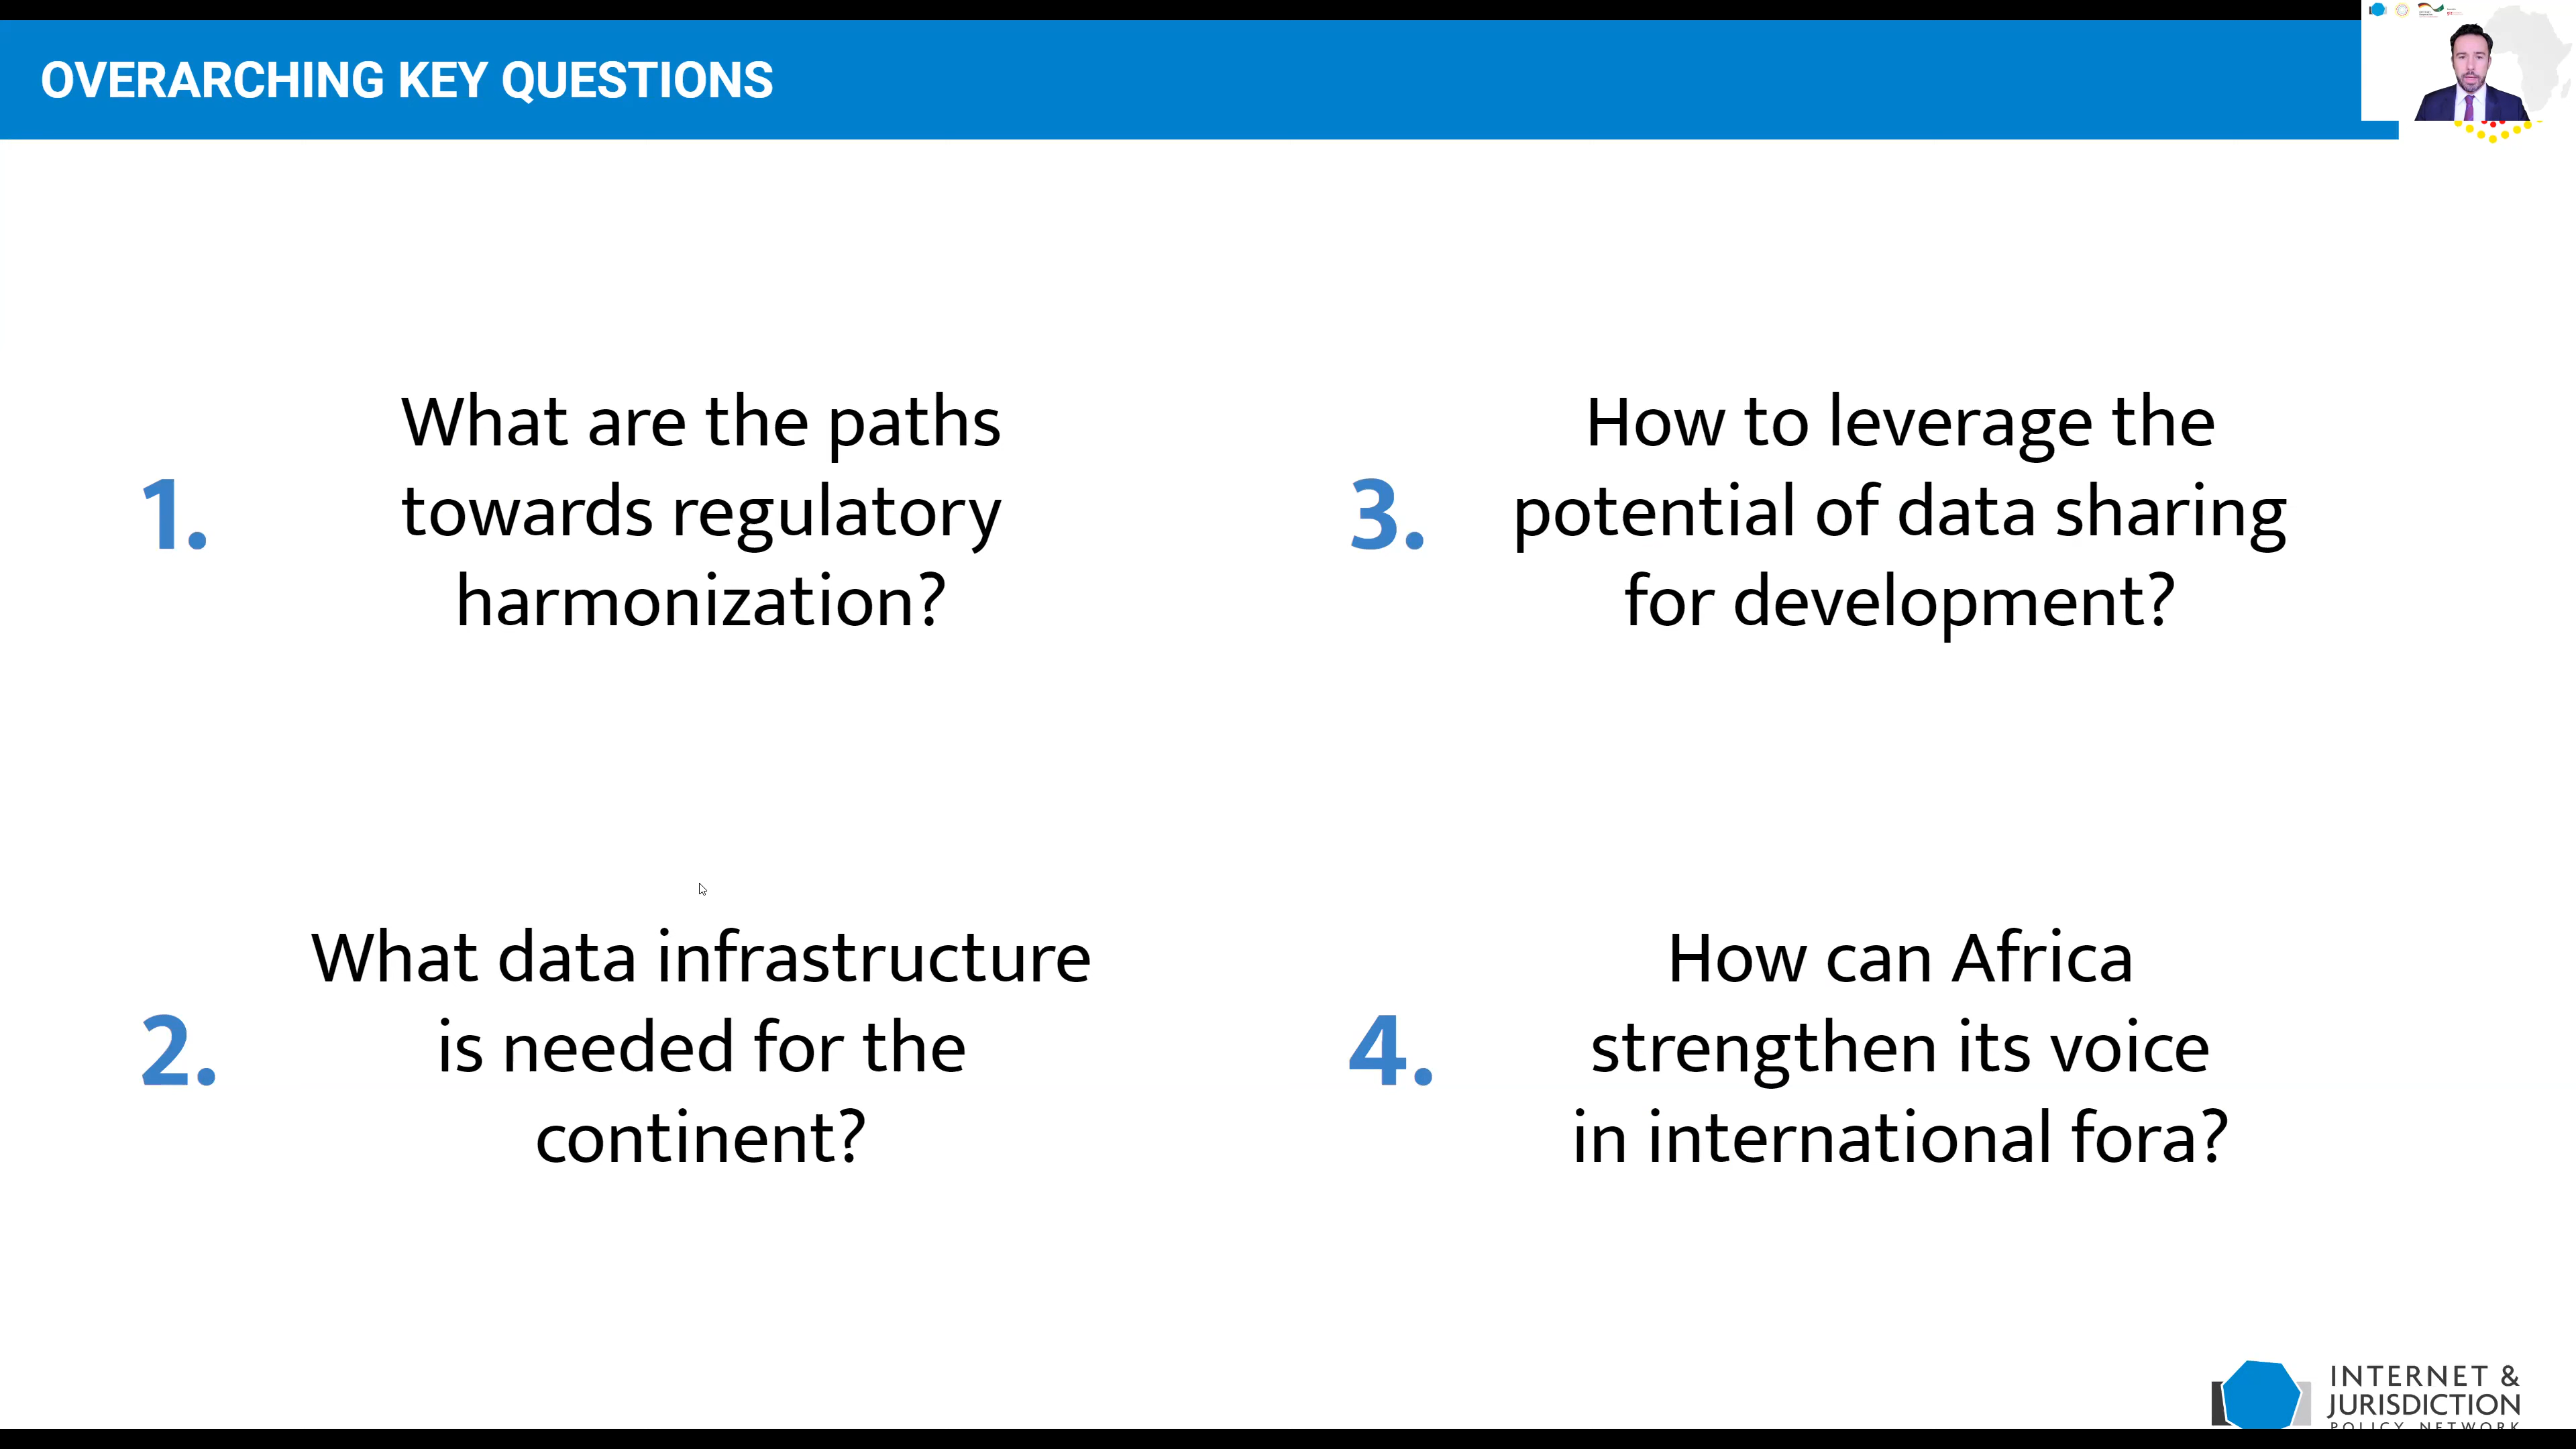 OVERARCHING KEY QUESTIONS
1.
What are the paths
towards regulatory
harmonization?
2.
What data infrastructure
is needed for the
continent?
3.
How to leverage the
potential of data sharing
for development?
4.
How can Africa
strengthen its voice
in international fora?
INTERNET &
JURISDICTION
POLICY NETWORK